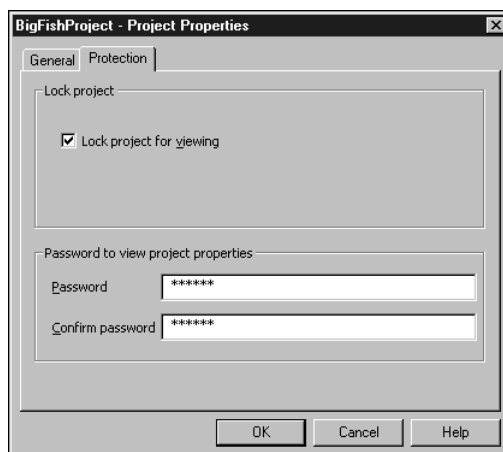 BigFishProject - Project Properties
General Protection
Lock project
Lock project for viewing
Password to view project properties
Password ******
Confirm password ******
OK Cancel Help